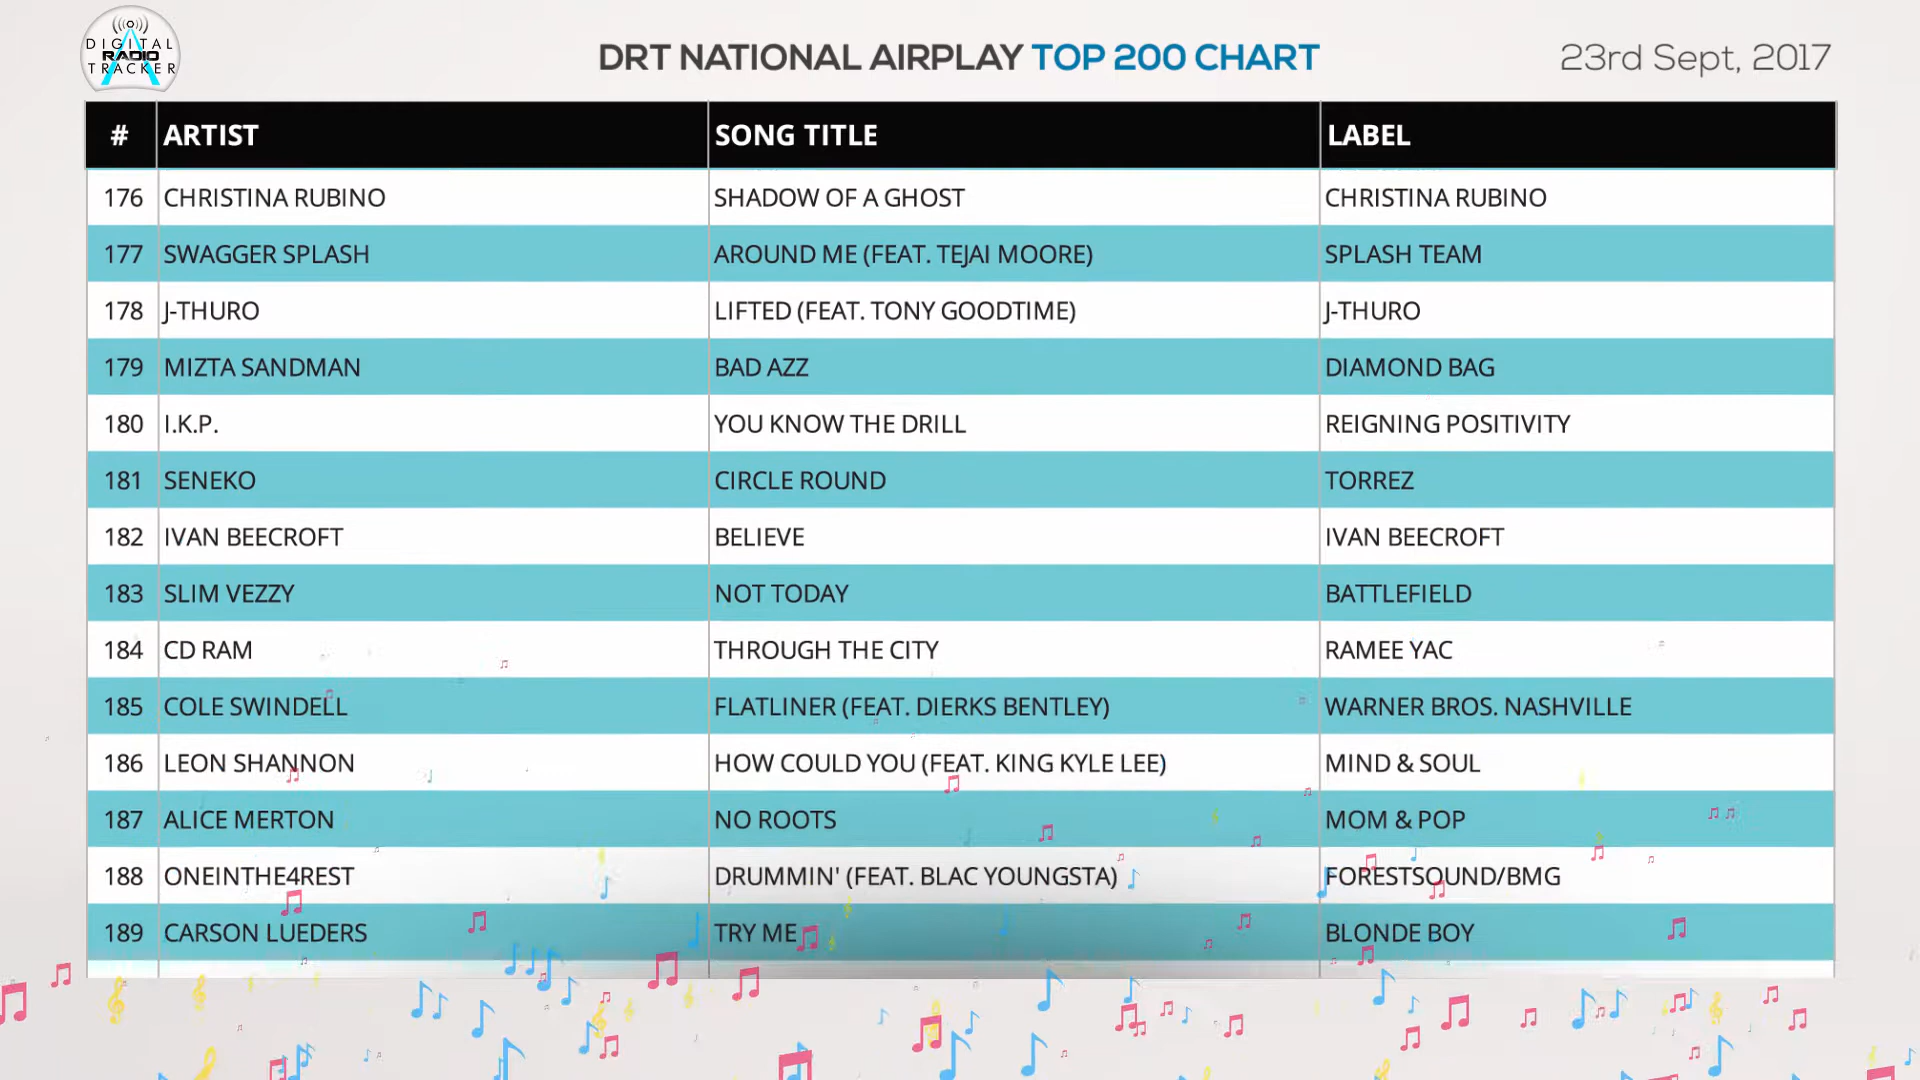 DIGITAL
RADIO
TRACKER
DRT NATIONAL AIRPLAY TOP 200 CHART
23rd Sept, 2017
# ARTIST SONG TITLE LABEL
176 CHRISTINA RUBINO SHADOW OF A GHOST CHRISTINA RUBINO
177 SWAGGER SPLASH AROUND ME (FEAT. TEJAI MOORE) SPLASH TEAM
178 J-THURO LIFTED (FEAT. TONY GOODTIME) J-THURO
179 MIZTA SANDMAN BAD AZZ DIAMOND BAG
180 I.K.P. YOU KNOW THE DRILL REIGNING POSITIVITY
181 SENEKO CIRCLE ROUND TORREZ
182 IVAN BEECROFT BELIEVE IVAN BEECROFT
183 SLIM VEZZY NOT TODAY BATTLEFIELD
184 CD RAM THROUGH THE CITY RAMEE YAC
185 COLE SWINDELL FLATLINER (FEAT. DIERKS BENTLEY) WARNER BROS. NASHVILLE
186 LEON SHANNON HOW COULD YOU (FEAT. KING KYLE LEE) MIND & SOUL
187 ALICE MERTON NO ROOTS MOM & POP
188 ONEINTHE4REST DRUMMIN' (FEAT. BLAC YOUNGSTA) FORESTSOUND/BMG
189 CARSON LUEDERS TRY ME BLONDE BOY